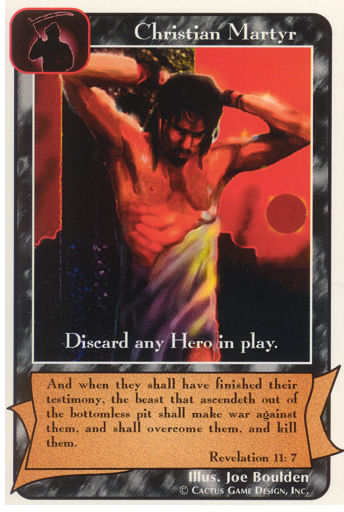 Christian Martyr
Discard any Hero in play.
And when they shall have finished their
testimony, the beast that ascendeth out of
the bottomless pit shall make war against
them, and shall overcome them, and kill
them.
Revelation 11: 7
Illus. Joe Boulden
© Cactus Game Design, Inc.